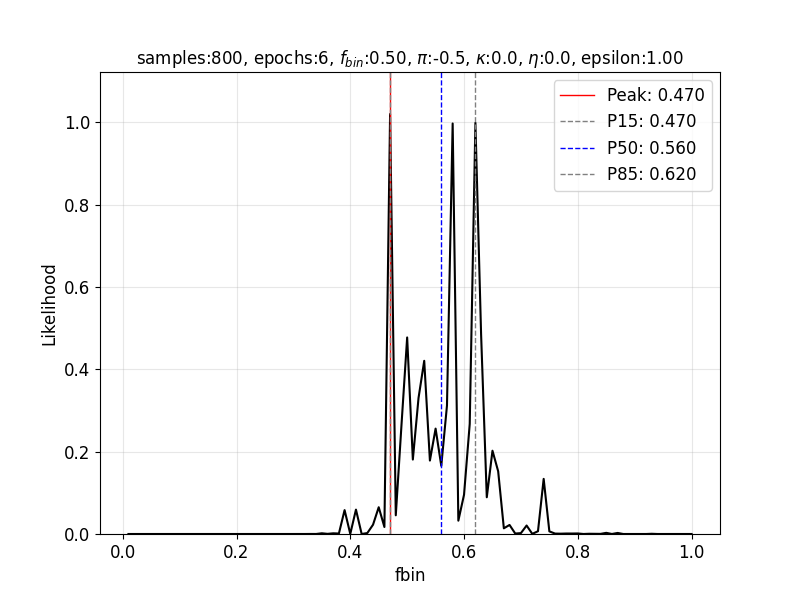 samples:800, epochs:6, f_bin:0.50, π:-0.5, κ:0.0, η:0.0, epsilon:1.00
Peak: 0.470
P15: 0.470
P50: 0.560
P85: 0.620
1.0
0.8
0.6
0.4
0.2
0.0
Likelihood
0.0 0.2 0.4 0.6 0.8 1.0
fbin